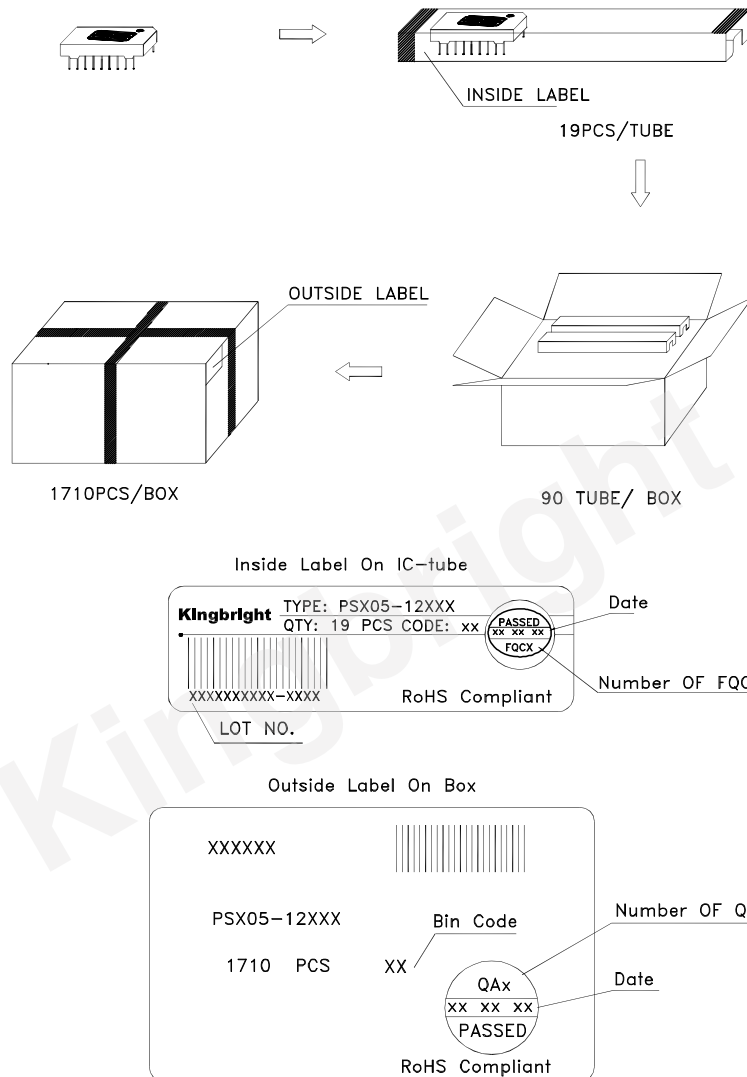 INSIDE LABEL
19PCS/TUBE
OUTSIDE LABEL
1710PCS/BOX
90 TUBE/ BOX
Inside Label On IC-tube
Kingbright
TYPE: PSX05-12XXX
QTY: 19 PCS CODE: XX
PASSED
XX XX XX
FQCX
Date
XXXXXXXXXX-XXXX
RoHS Compliant
Number OF FQC
LOT NO.
Outside Label On Box
XXXXXX
PSX05-12XXX
Bin Code
Number OF Q
1710 PCS
XX
QAx
XX XX XX
PASSED
Date
RoHS Compliant
Kingbright